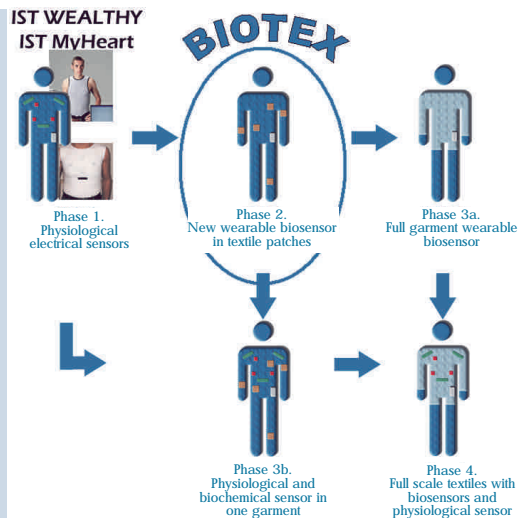 IST WEALTHY
IST MyHeart
BIOTEX
Phase 1.
Physiological
electrical sensors
Phase 2.
New wearable biosensor
in textile patches
Phase 3a.
Full garment wearable
biosensor
Phase 3b.
Physiological and
biochemical sensor in
one garment
Phase 4.
Full scale textiles with
biosensors and
physiological sensor